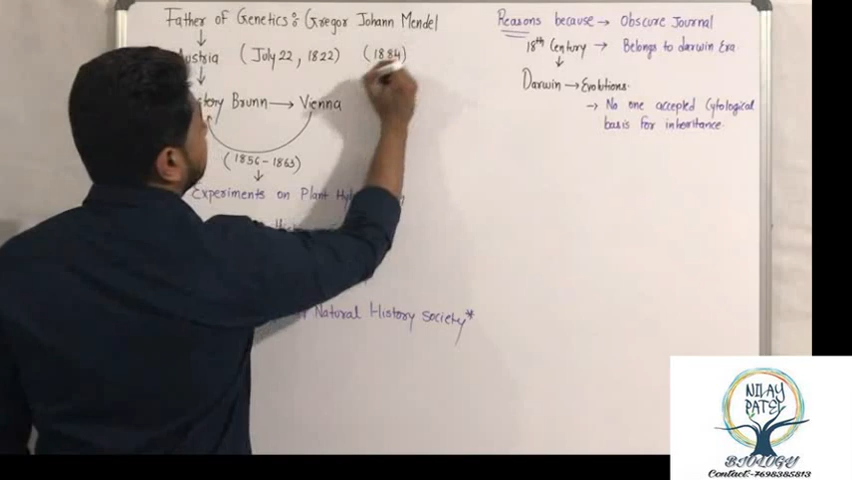 Father of Genetics : Gregor Johann Mendel
Austria (July 22, 1822) (1884)
Brunn → Vienna
(1856 - 1863)
Experiments on Plant
Natural History Society*
Reasons because → Obscure Journal
18th Century → Belongs to darwin Era.
Darwin → Evolutions.
→ No one accepted Cytological
basis for inheritance.
NILAY
PATEL
BIOLOGY
Contact:-7698385813